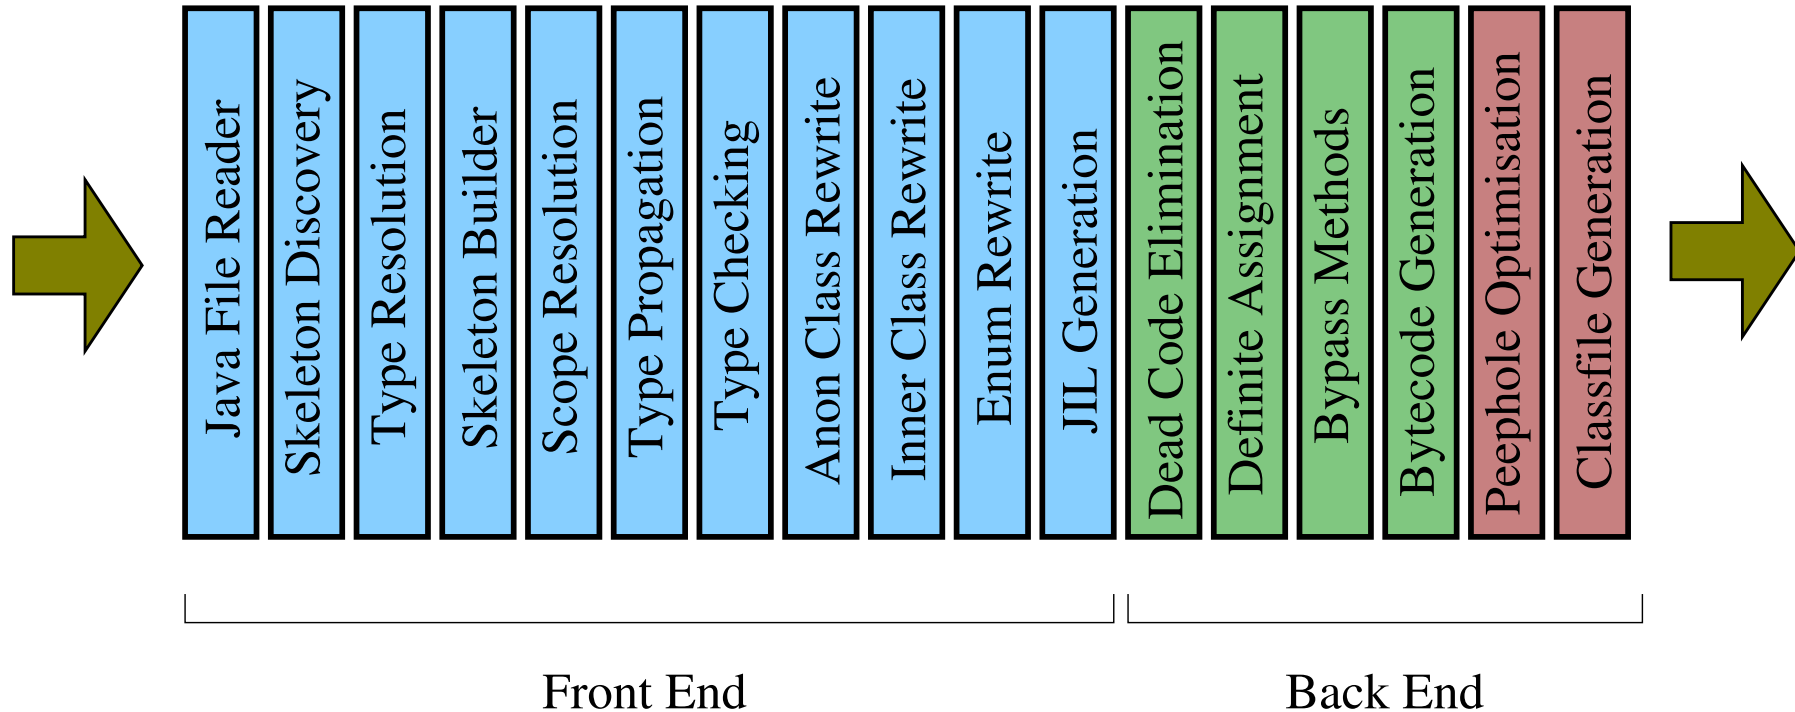 Java File Reader
Skeleton Discovery
Type Resolution
Skeleton Builder
Scope Resolution
Type Propagation
Type Checking
Anon Class Rewrite
Inner Class Rewrite
Enum Rewrite
JIL Generation
Dead Code Elimination
Definite Assignment
Bypass Methods
Bytecode Generation
Peephole Optimisation
Classfile Generation
Front End
Back End